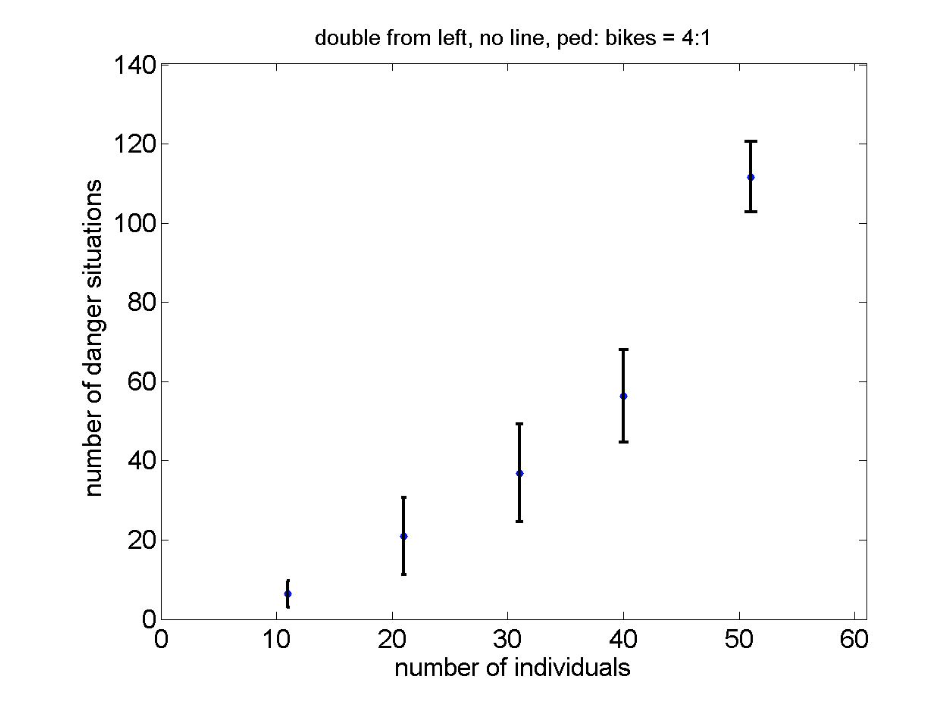 double from left, no line, ped: bikes = 4:1
140
120
100
80
60
40
20
0
number of danger situations
0 10 20 30 40 50 60
number of individuals